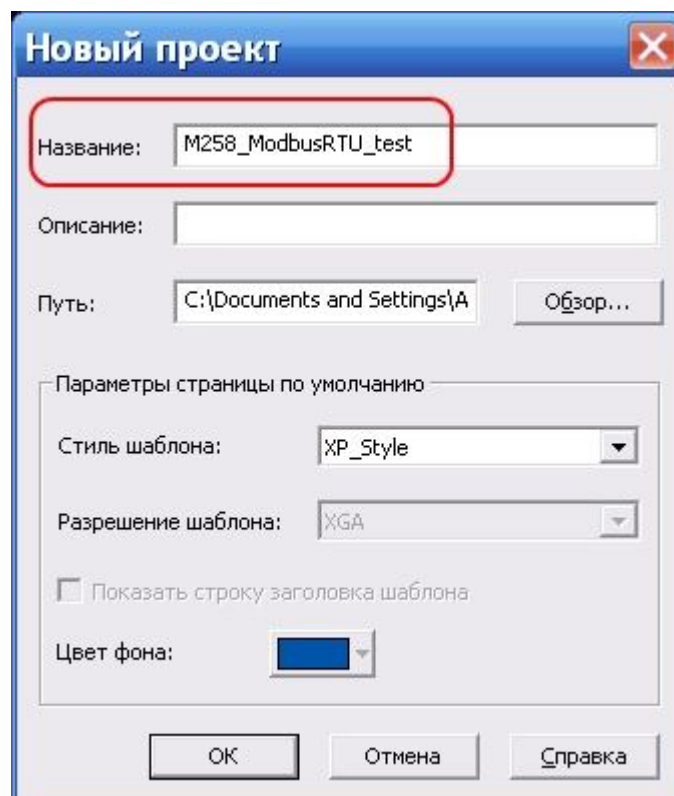 Новый проект
Название: M258_ModbusRTU_test
Описание:
Путь: C:\Documents and Settings\A Обзор...
Параметры страницы по умолчанию
Стиль шаблона: XP_Style
Разрешение шаблона: XGA
Показать строку заголовка шаблона
Цвет фона:
ОК Отмена Справка